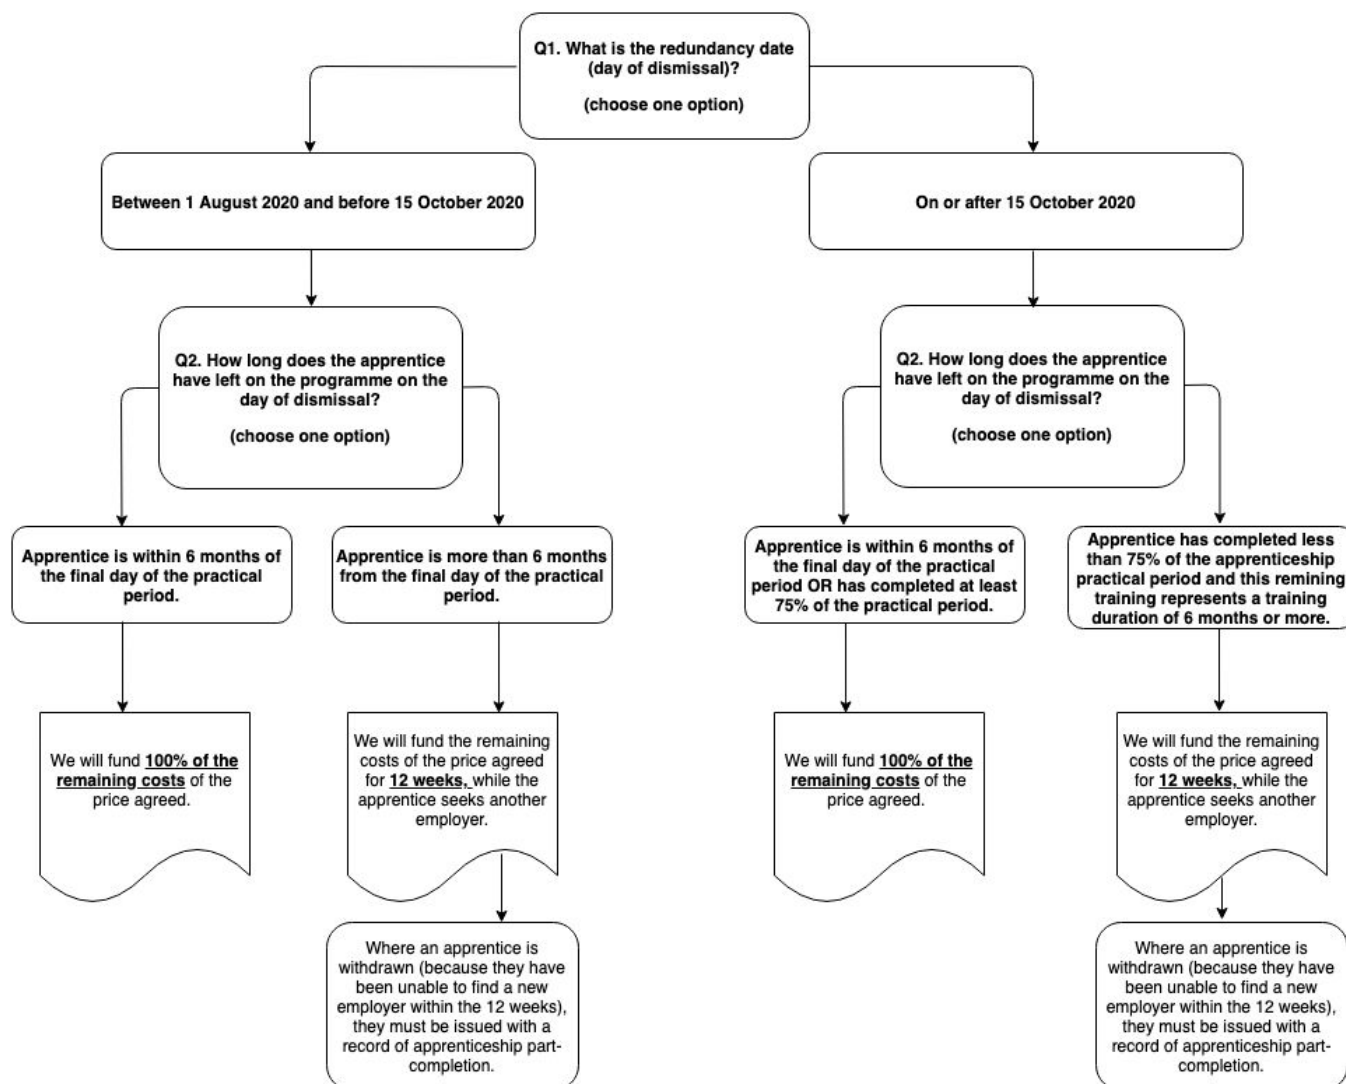 Q1. What is the redundancy date
(day of dismissal)?
(choose one option)
Between 1 August 2020 and before 15 October 2020
On or after 15 October 2020
Q2. How long does the apprentice
have left on the programme on the
day of dismissal?
(choose one option)
Q2. How long does the apprentice
have left on the programme on the
day of dismissal?
(choose one option)
Apprentice is within 6 months of
the final day of the practical
period.
Apprentice is more than 6 months
from the final day of the practical
period.
Apprentice is within 6 months of
the final day of the practical
period OR has completed at least
75% of the practical period.
Apprentice has completed less
than 75% of the apprenticeship
practical period and this remining
training represents a training
duration of 6 months or more.
We will fund 100% of the
remaining costs of the
price agreed.
We will fund the remaining
costs of the price agreed
for 12 weeks, while the
apprentice seeks another
employer.
We will fund 100% of the
remaining costs of the
price agreed.
We will fund the remaining
costs of the price agreed
for 12 weeks, while the
apprentice seeks another
employer.
Where an apprentice is
withdrawn (because they have
been unable to find a new
employer within the 12 weeks),
they must be issued with a
record of apprenticeship part-
completion.
Where an apprentice is
withdrawn (because they have
been unable to find a new
employer within the 12 weeks),
they must be issued with a
record of apprenticeship part-
completion.